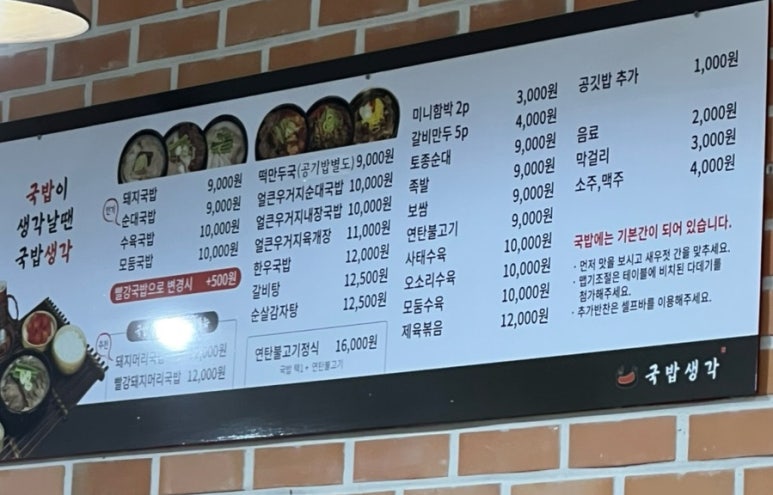 국밥이
생각날땐
국밥생각
인기
돼지국밥 9,000원
순대국밥 9,000원
수육국밥 10,000원
모둠국밥 10,000원
빨강국밥으로 변경시 +500원
추천
돼지머리국밥
빨강돼지머리국밥 12,000원
떡만두국(공기밥별도) 9,000원
얼큰우거지순대국밥 10,000원
얼큰우거지내장국밥 10,000원
얼큰우거지육개장 11,000원
한우국밥 12,000원
갈비탕 12,500원
순살감자탕 12,500원
연탄불고기정식 16,000원
국밥 택1 + 연탄불고기
미니함박 2p 3,000원
갈비만두 5p 4,000원
토종순대 9,000원
족발 9,000원
보쌈 9,000원
연탄불고기 9,000원
사태수육 10,000원
오소리수육 10,000원
모둠수육 10,000원
제육볶음 12,000원
공깃밥 추가 1,000원
음료 2,000원
막걸리 3,000원
소주,맥주 4,000원
국밥에는 기본간이 되어 있습니다.
· 먼저 맛을 보시고 새우젓 간을 맞추세요.
· 맵기조절은 테이블에 비치된 다데기를
첨가해주세요.
· 추가반찬은 셀프바를 이용해주세요.
국밥생각